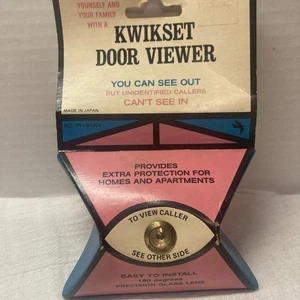 YOURSELF AND
YOUR FAMILY
WITH A
KWIKSET
DOOR VIEWER
YOU CAN SEE OUT
BUT UNIDENTIFIED CALLERS
CAN'T SEE IN
MADE IN JAPAN
PROVIDES
EXTRA PROTECTION FOR
HOMES AND APARTMENTS
TO VIEW CALLER
SEE OTHER SIDE
EASY TO INSTALL
180 degrees
PRECISION GLASS LENS